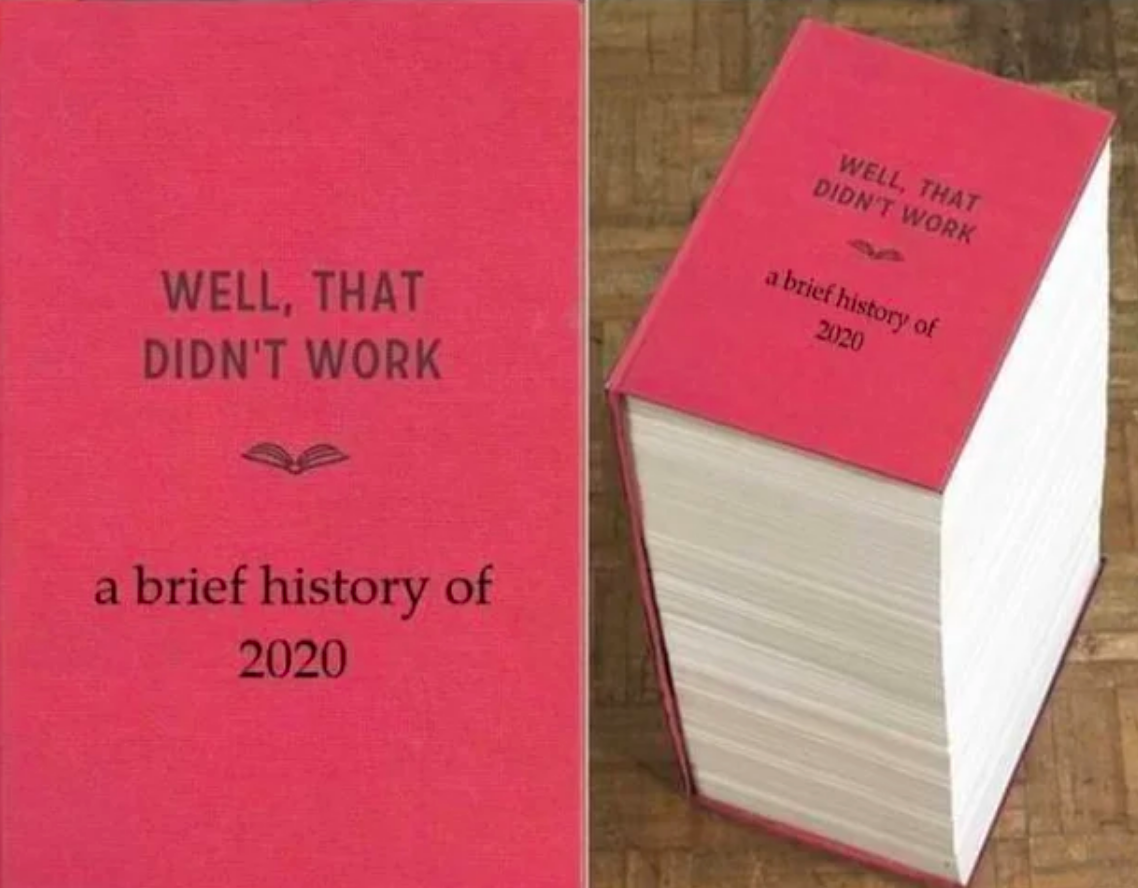 WELL, THAT
DIDN'T WORK
a brief history of
2020
WELL, THAT
DIDN'T WORK
a brief history of
2020